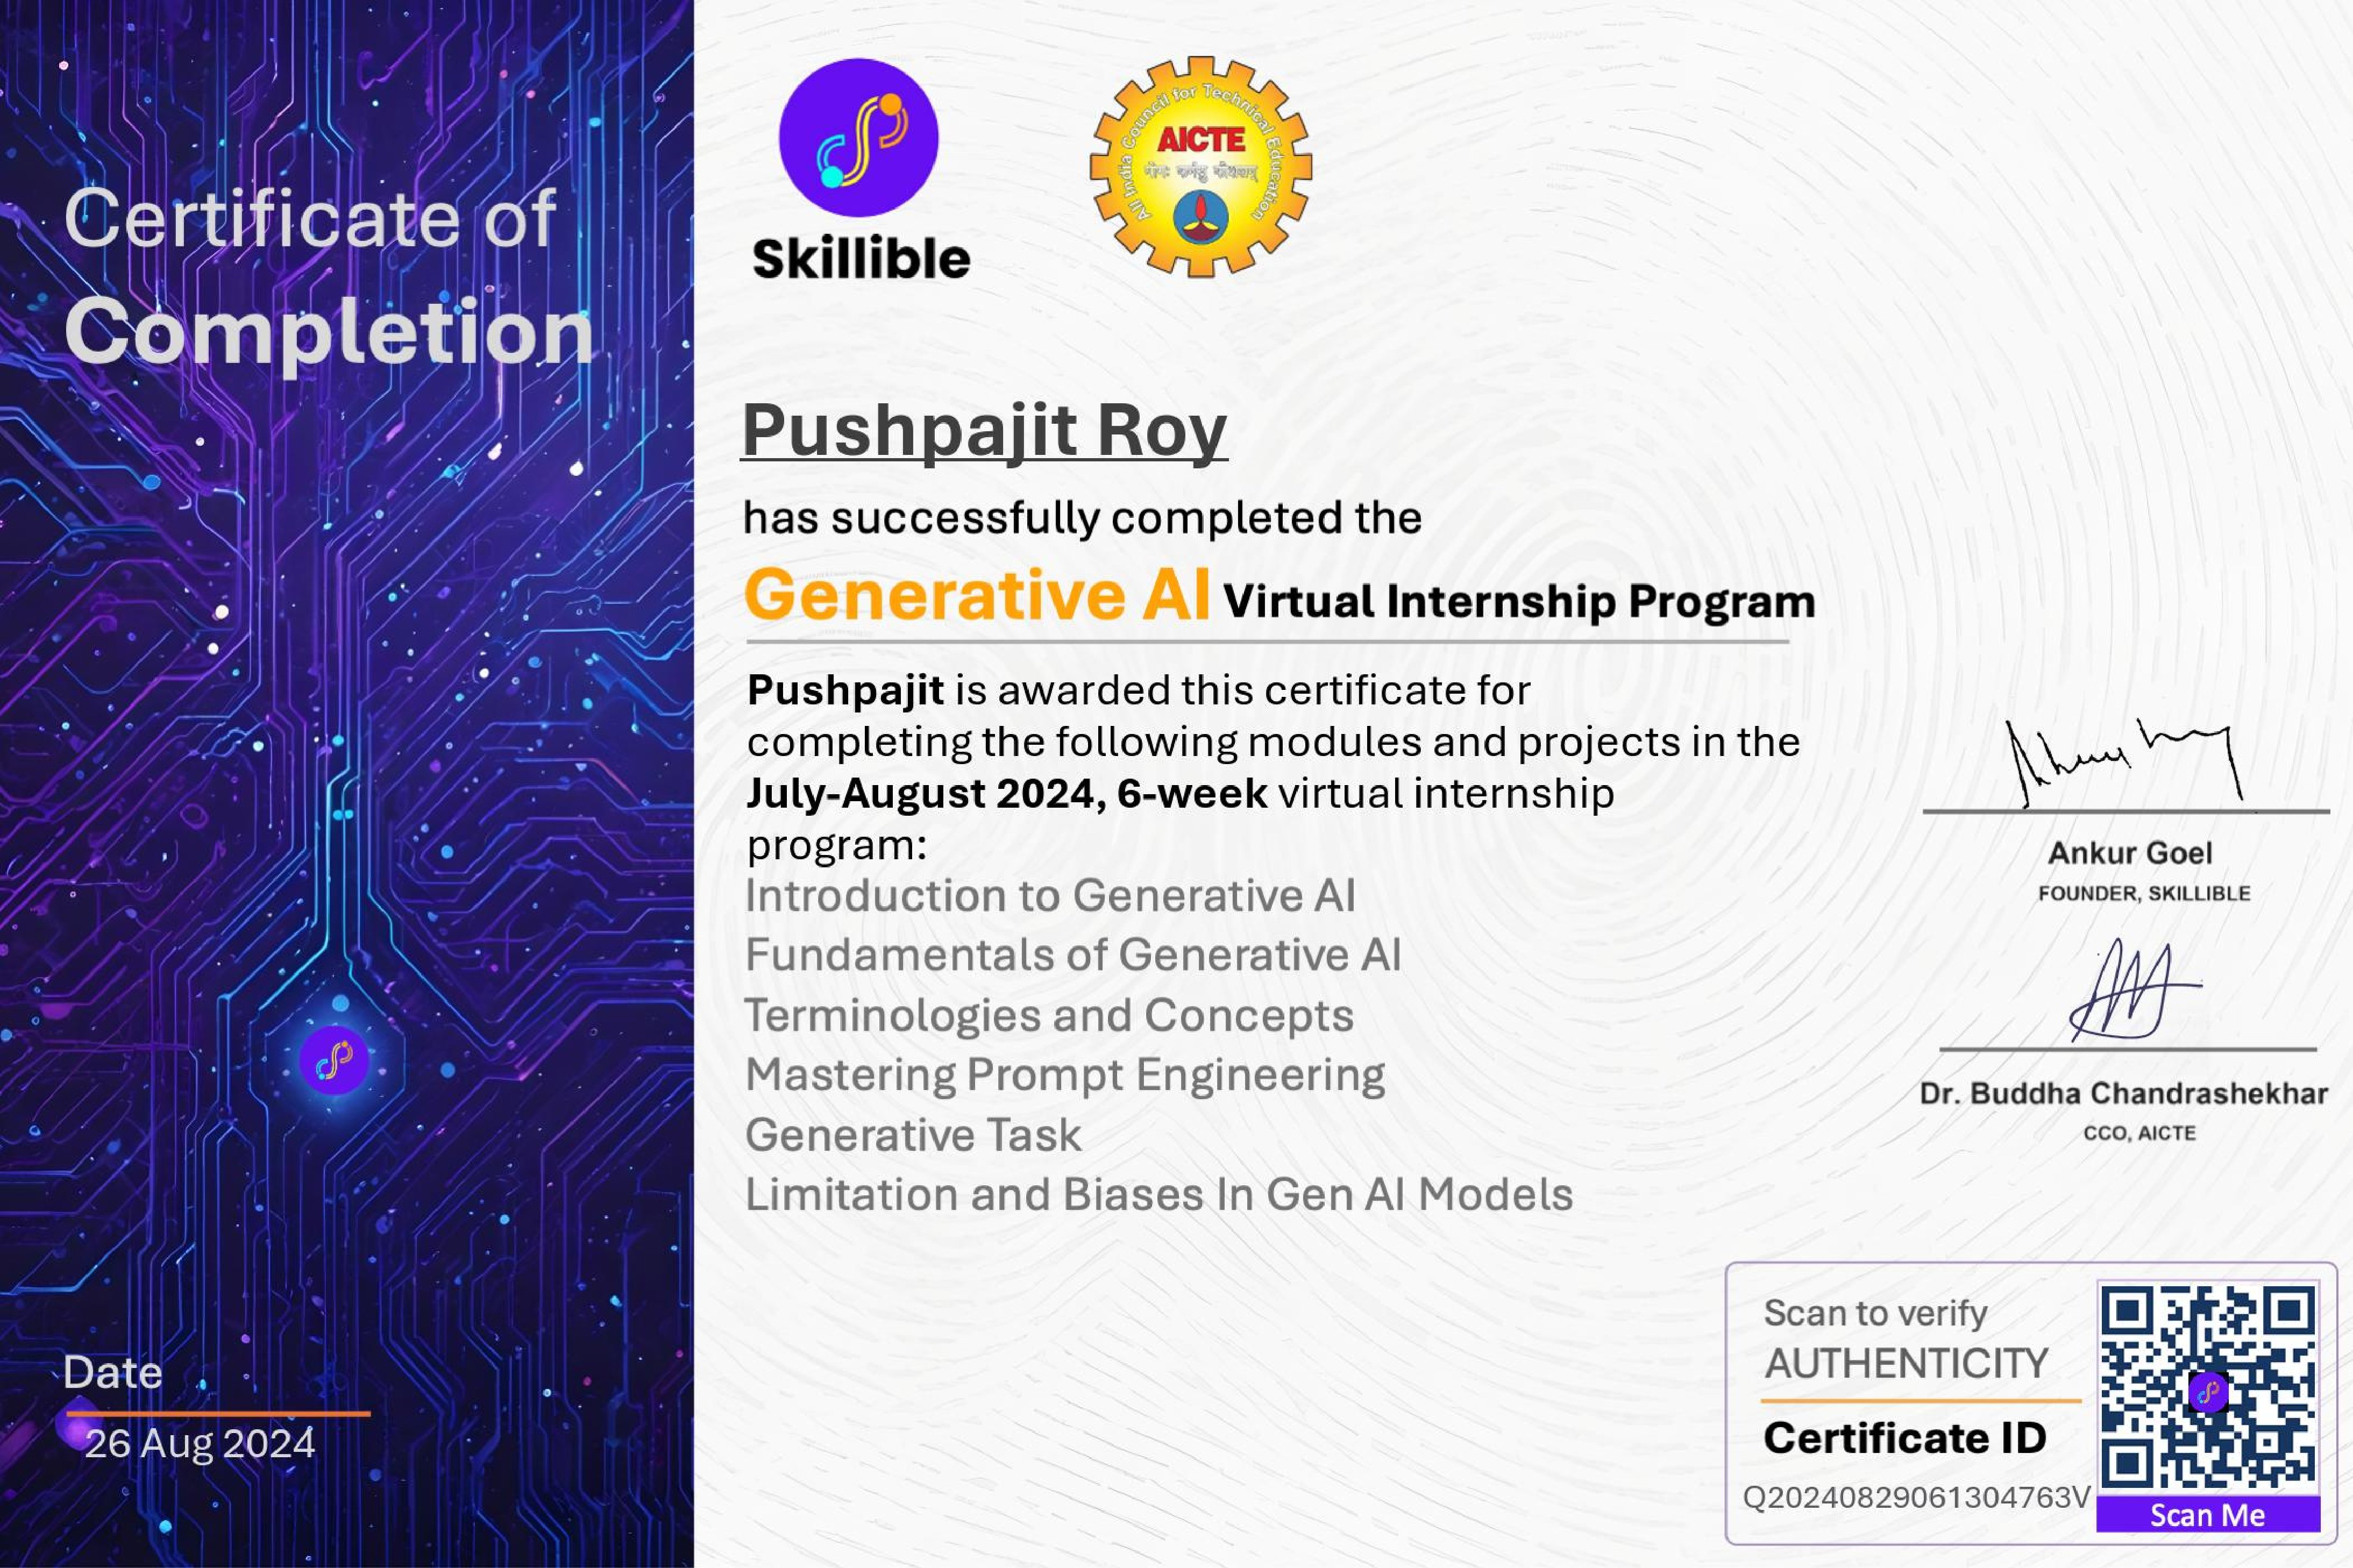 Certificate of
Completion
Skillible
All India Council for Technical Education
AICTE
has successfully completed the
Pushpajit Roy
Generative AI Virtual Internship Program
Pushpajit is awarded this certificate for
completing the following modules and projects in the
July-August 2024, 6-week virtual internship
program:
Introduction to Generative AI
Fundamentals of Generative AI
Terminologies and Concepts
Mastering Prompt Engineering
Generative Task
Limitation and Biases In Gen AI Models
Ankur Goel
FOUNDER, SKILLIBLE
Dr. Buddha Chandrashekhar
CCO, AICTE
Date
26 Aug 2024
Scan to verify
AUTHENTICITY
Certificate ID
Q20240829061304763V
Scan Me